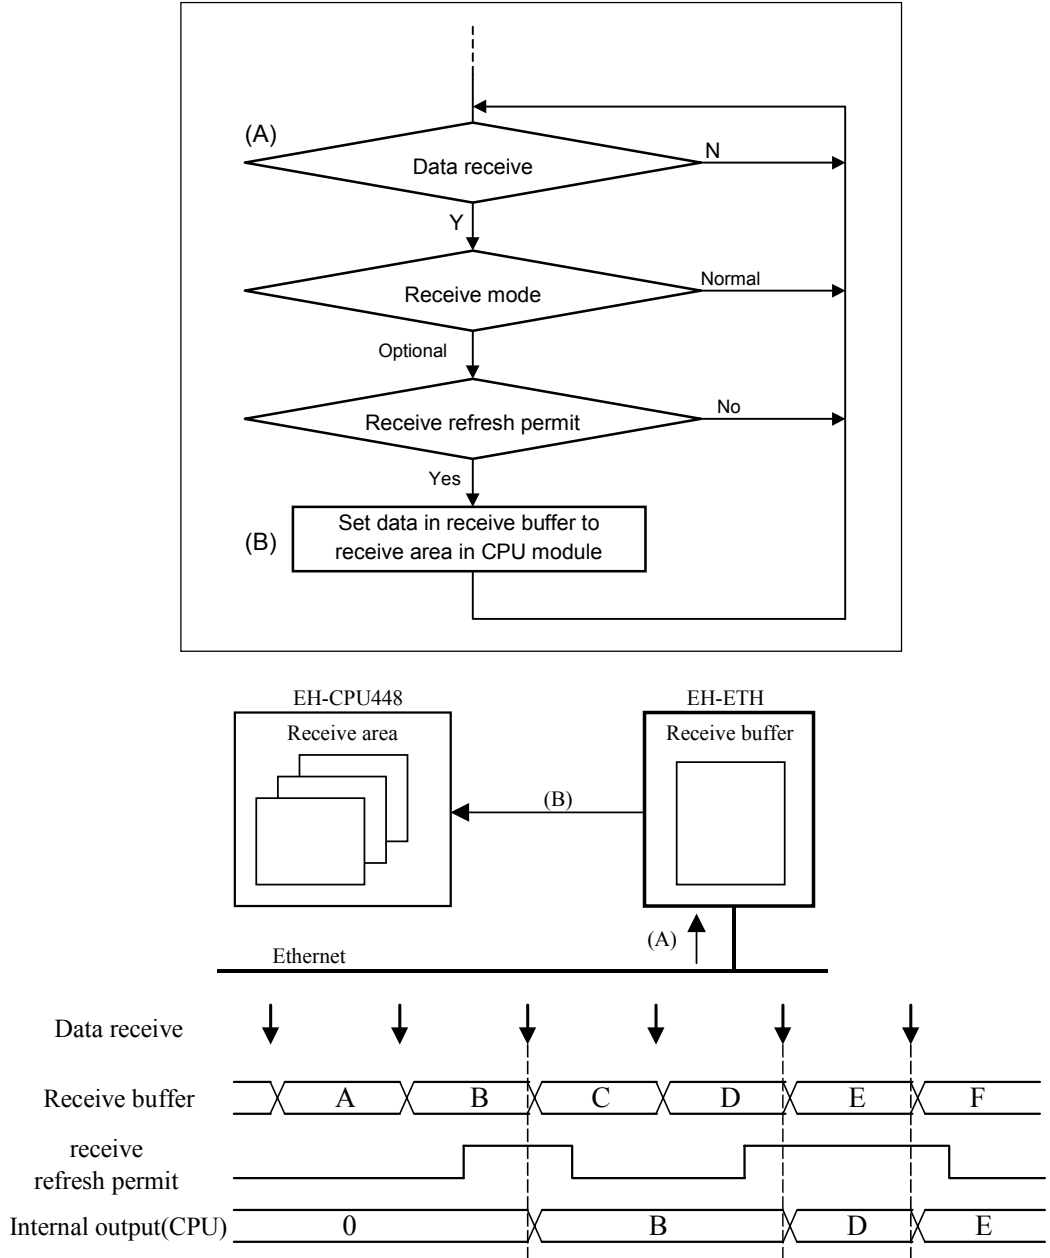 (A)
Data receive
N
Y
Receive mode
Normal
Optional
Receive refresh permit
No
Yes
(B)
Set data in receive buffer to
receive area in CPU module
EH-CPU448
EH-ETH
Receive area
Receive buffer
(B)
(A)
Ethernet
Data receive
Receive buffer
A B C D E F
receive
refresh permit
Internal output(CPU)
0 B D E